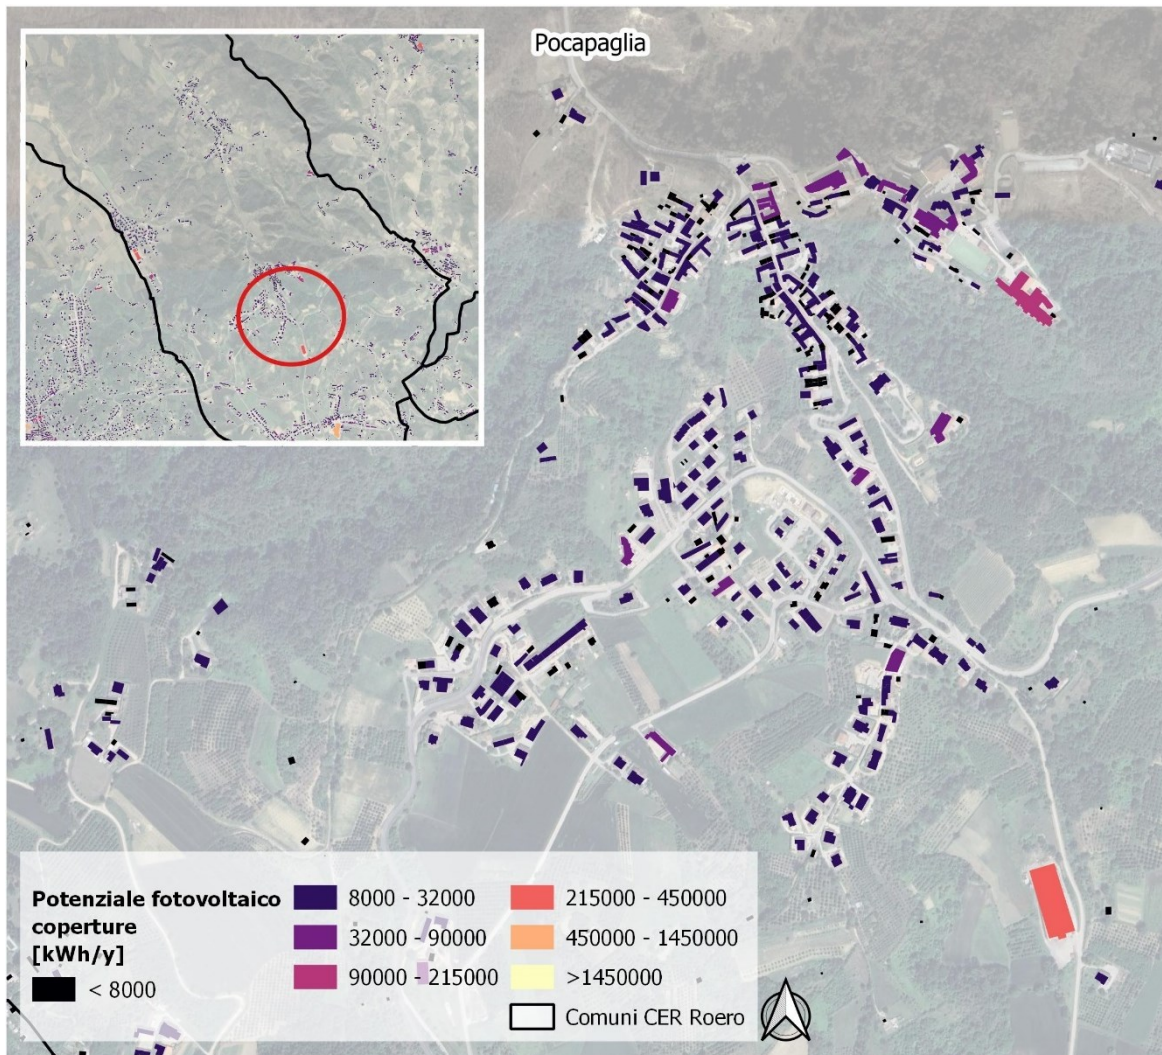 Pocapaglia
Potenziale fotovoltaico
coperture
[kWh/y]
< 8000
8000 - 32000
32000 - 90000
90000 - 215000
215000 - 450000
450000 - 1450000
>1450000
Comuni CER Roero